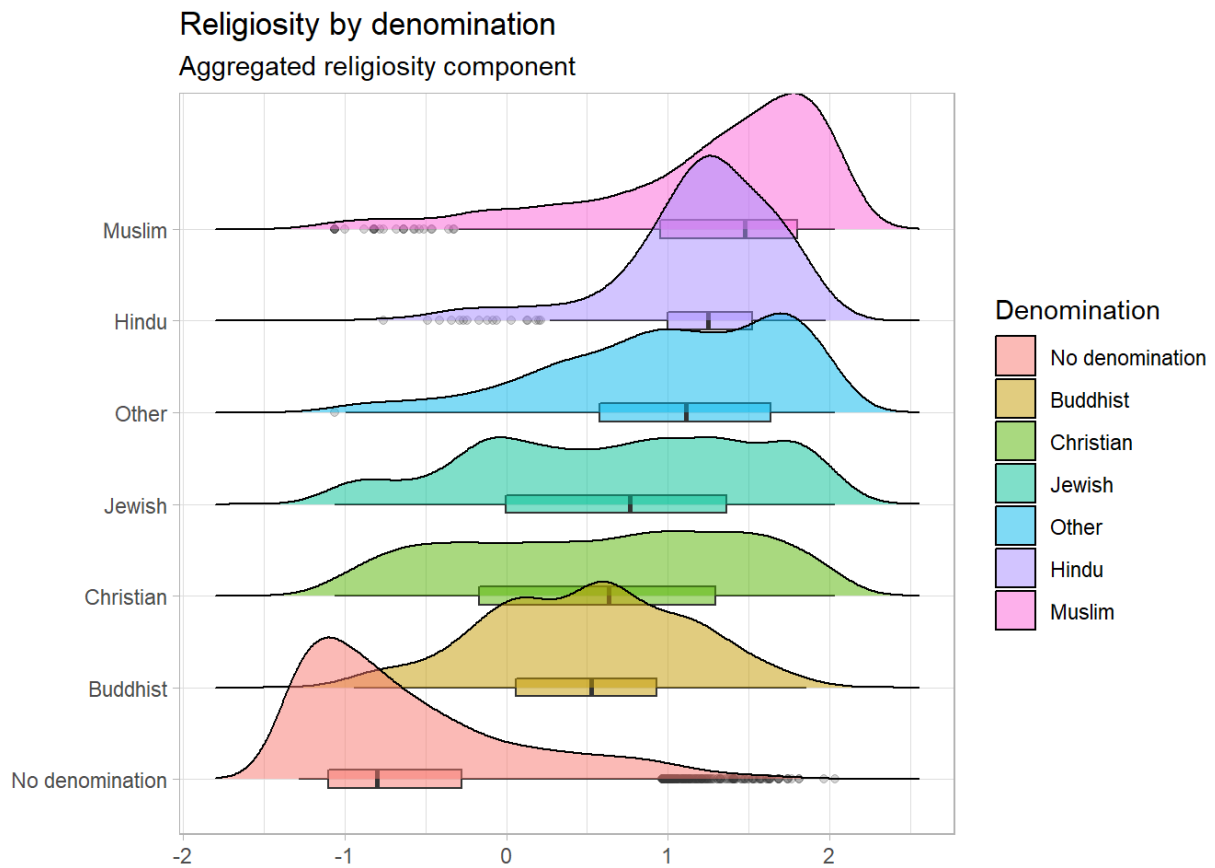 Religiosity by denomination
Aggregated religiosity component
Muslim
Hindu
Other
Jewish
Christian
Buddhist
No denomination
-2
-1
0
1
2
Denomination
No denomination
Buddhist
Christian
Jewish
Other
Hindu
Muslim